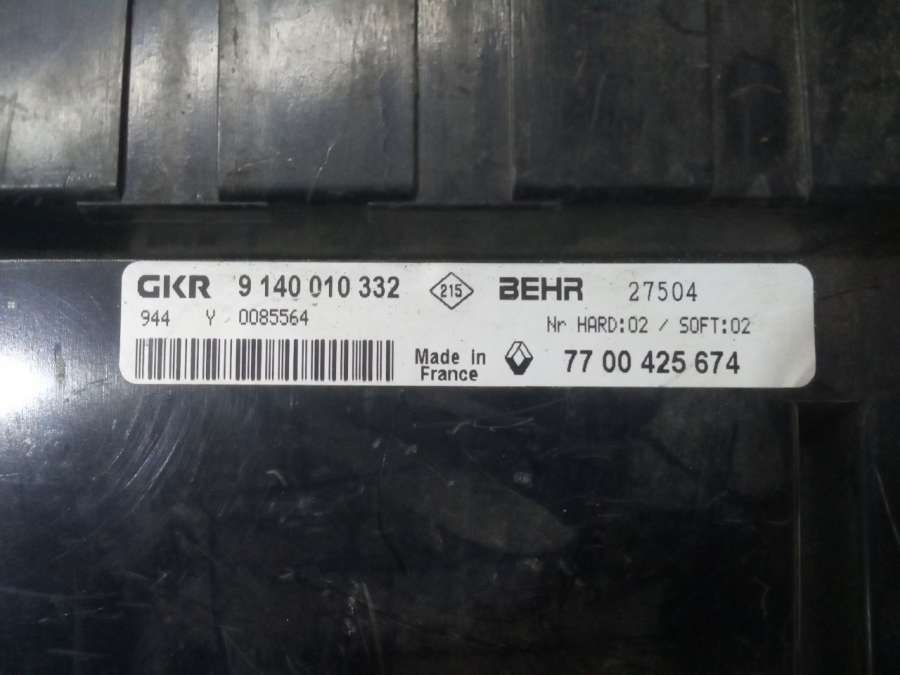 GKR 9 140 010 332 215 BEHR 27504
944 Y 0085564 Nr HARD:02 / SOFT:02
Made in France 77 00 425 674